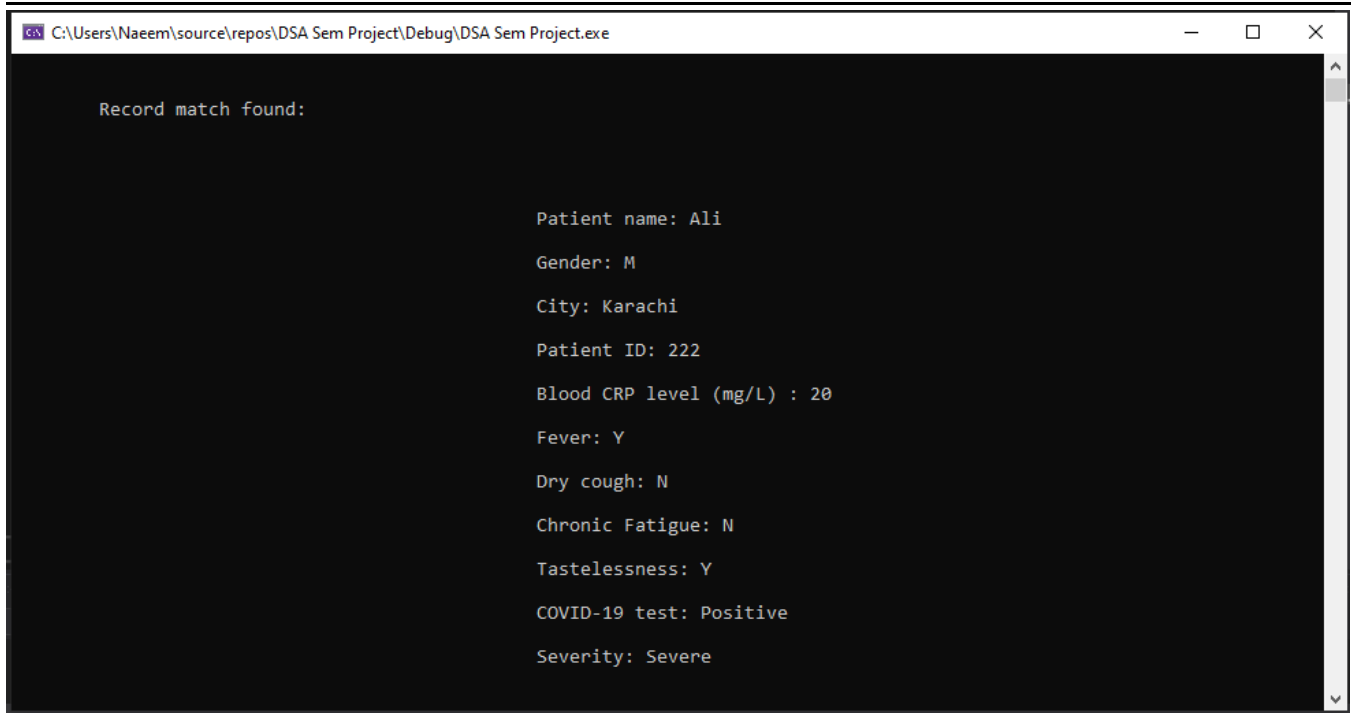 C:\Users\Naeem\source\repos\DSA Sem Project\Debug\DSA Sem Project.exe
Record match found:
Patient name: Ali
Gender: M
City: Karachi
Patient ID: 222
Blood CRP level (mg/L) : 20
Fever: Y
Dry cough: N
Chronic Fatigue: N
Tastelessness: Y
COVID-19 test: Positive
Severity: Severe